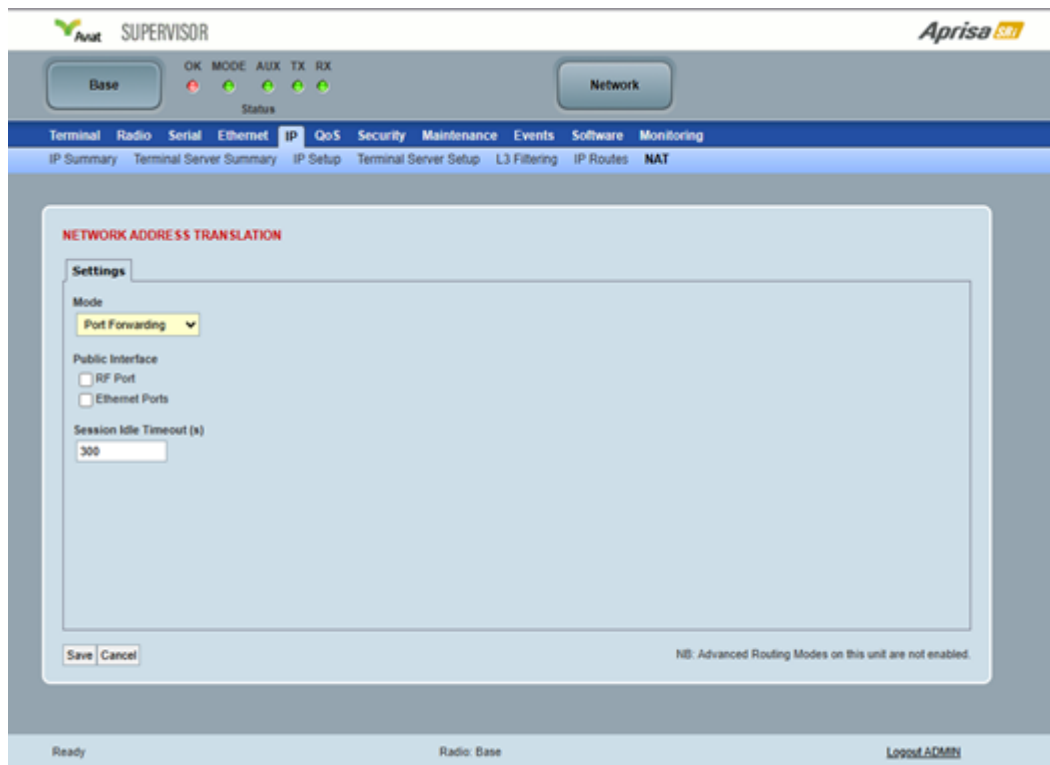 Aviat SUPERVISOR Aprisa SRi
OK MODE AUX TX RX
Base Network
Status
Terminal Radio Serial Ethernet IP QoS Security Maintenance Events Software Monitoring
IP Summary Terminal Server Summary IP Setup Terminal Server Setup L3 Filtering IP Routes NAT
NETWORK ADDRESS TRANSLATION
Settings
Mode
Port Forwarding
Public Interface
RF Port
Ethernet Ports
Session Idle Timeout (s)
300
Save Cancel NB: Advanced Routing Modes on this unit are not enabled.
Ready Radio: Base Logout ADMIN